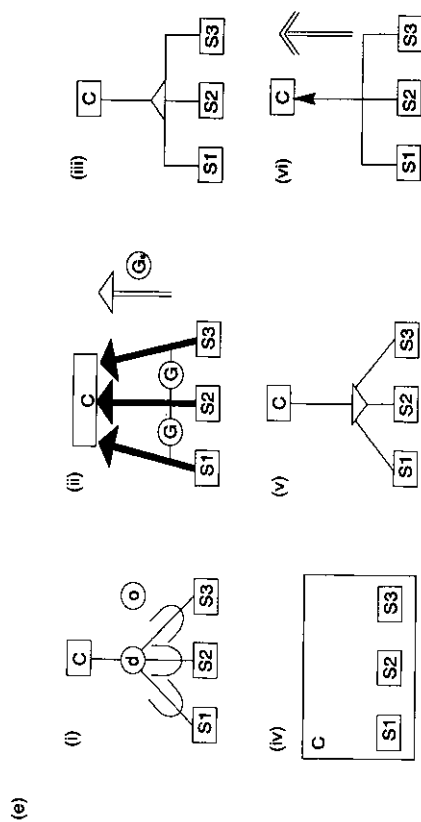 (e)
(i)
C
d
o
S1 S2 S3
(ii)
C
G G
Gs
S1 S2 S3
(iii)
C
S1 S2 S3
(iv)
C
S1 S2 S3
(v)
C
S1 S2 S3
(vi)
C
S1 S2 S3